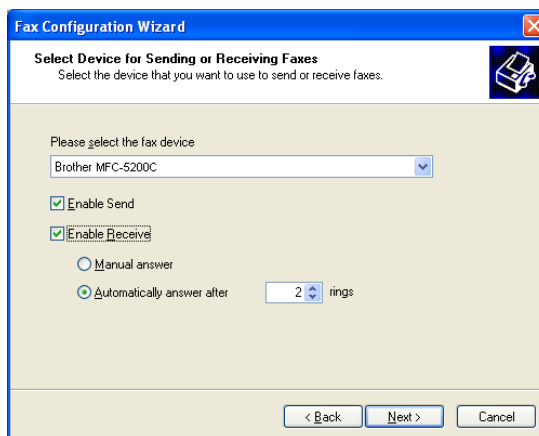 Fax Configuration Wizard
Select Device for Sending or Receiving Faxes
Select the device that you want to use to send or receive faxes.
Please select the fax device
Brother MFC-5200C
Enable Send
Enable Receive
Manual answer
Automatically answer after 2 rings
< Back Next > Cancel